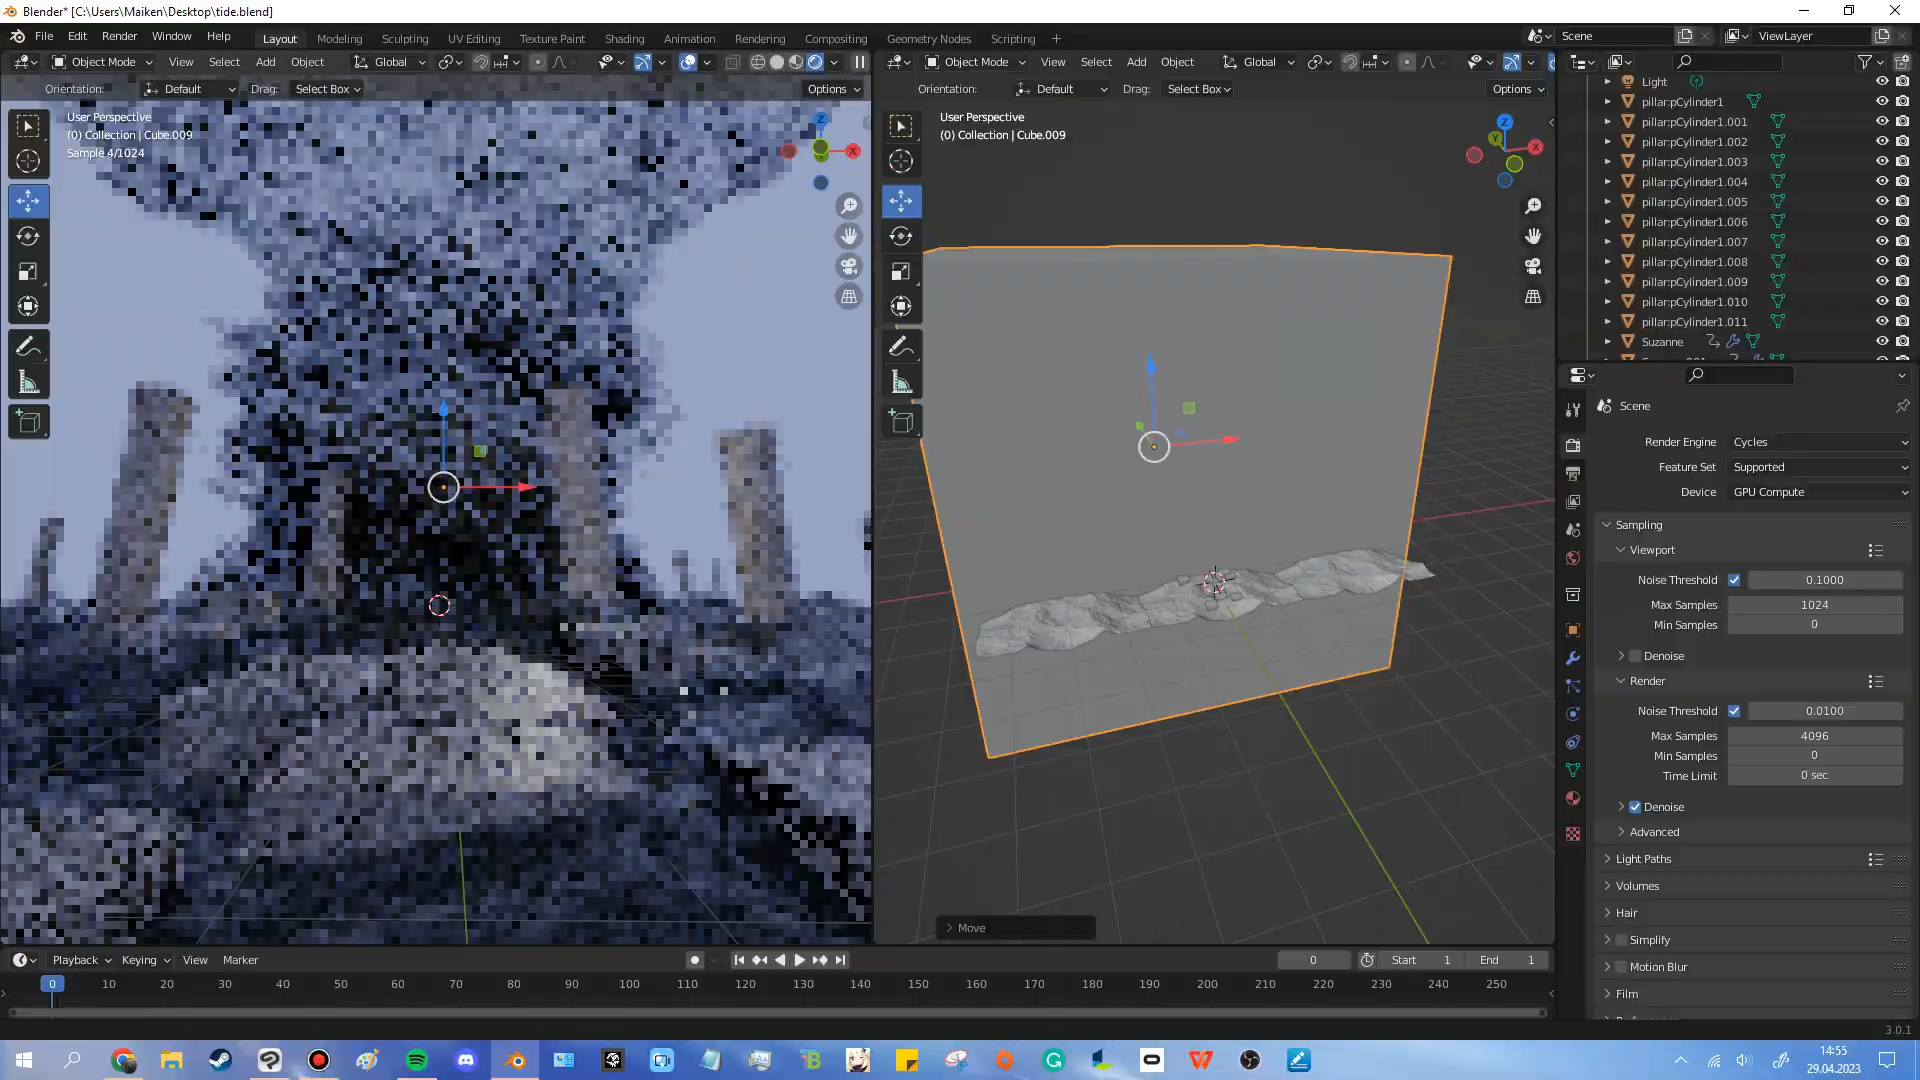 Blender* [C:\Users\Maiken\Desktop\tide.blend]
File Edit Render Window Help
Layout Modeling Sculpting UV Editing Texture Paint Shading Animation Rendering Compositing Geometry Nodes Scripting +
Scene ViewLayer
Object Mode View Select Add Object Global
Object Mode View Select Add Object Global
Orientation: Default Drag: Select Box Options
Orientation: Default Drag: Select Box Options
User Perspective
(0) Collection | Cube.009
Sample 4/1024
Z
X
User Perspective
(0) Collection | Cube.009
Z
Y
X
Move
Light
pillar:pCylinder1
pillar:pCylinder1.001
pillar:pCylinder1.002
pillar:pCylinder1.003
pillar:pCylinder1.004
pillar:pCylinder1.005
pillar:pCylinder1.006
pillar:pCylinder1.007
pillar:pCylinder1.008
pillar:pCylinder1.009
pillar:pCylinder1.010
pillar:pCylinder1.011
Suzanne
Scene
Render Engine Cycles
Feature Set Supported
Device GPU Compute
Sampling
Viewport
Noise Threshold 0.1000
Max Samples 1024
Min Samples 0
Denoise
Render
Noise Threshold 0.0100
Max Samples 4096
Min Samples 0
Time Limit 0 sec
Denoise
Advanced
Light Paths
Volumes
Hair
Simplify
Motion Blur
Film
Playback Keying View Marker 0 Start 1 End 1
0 10 20 30 40 50 60 70 80 90 100 110 120 130 140 150 160 170 180 190 200 210 220 230 240 250
3.0.1
14:55
29.04.2023